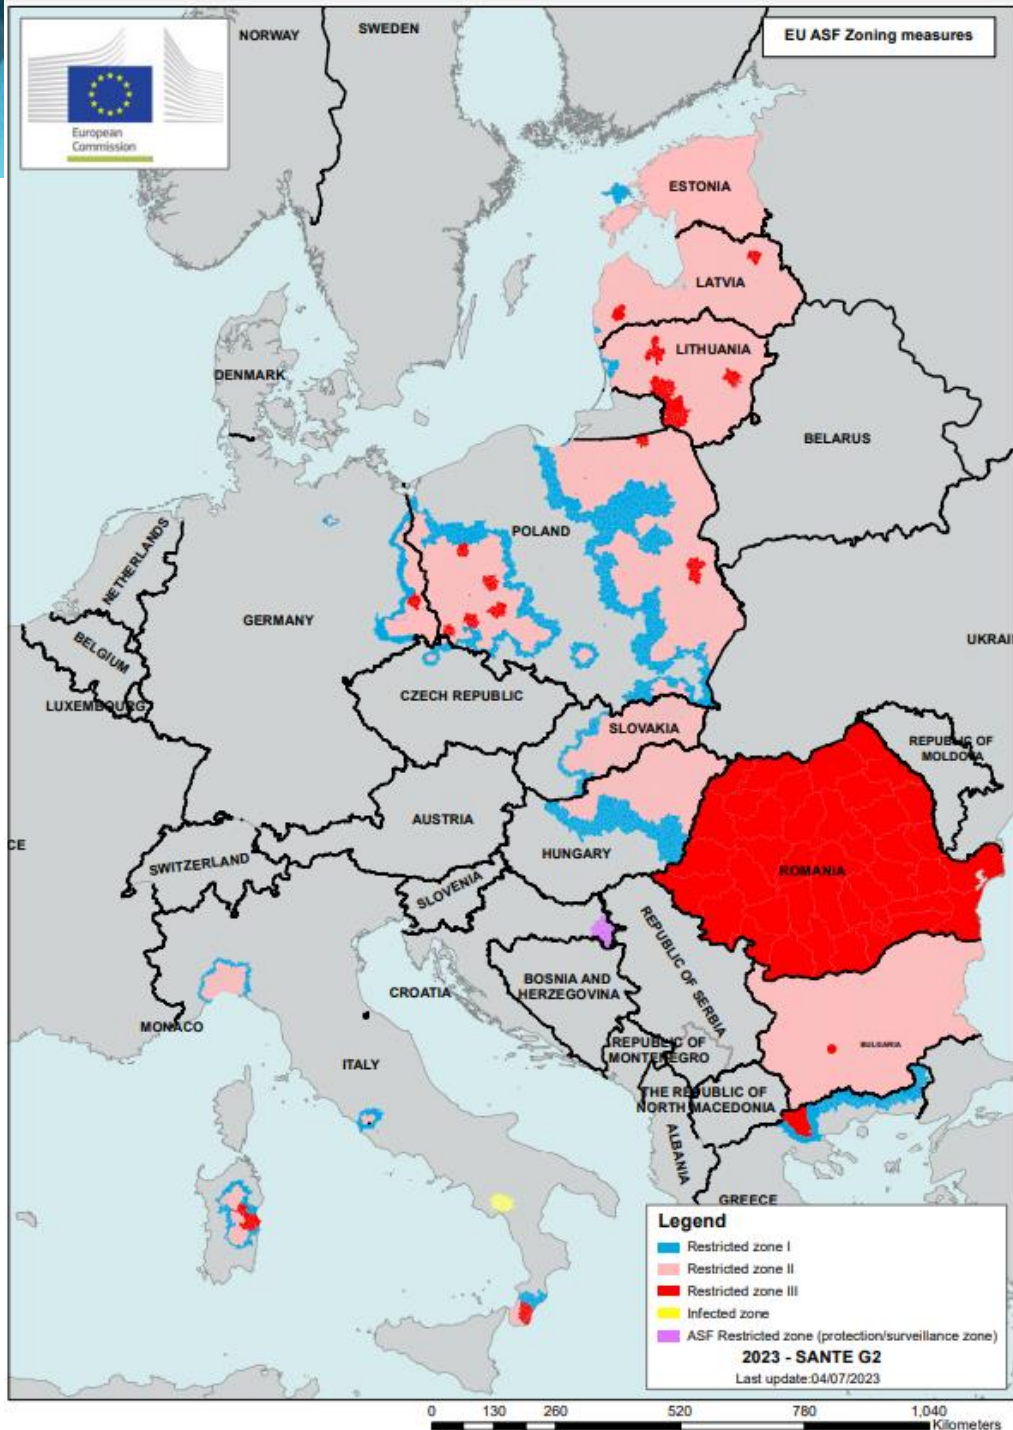 NORWAY
SWEDEN
EU ASF Zoning measures
European
Commission
ESTONIA
LATVIA
LITHUANIA
DENMARK
BELARUS
NETHERLANDS
POLAND
GERMANY
BELGIUM
UKRAI
LUXEMBOURG
CZECH REPUBLIC
SLOVAKIA
REPUBLIC OF
MOLDOVA
AUSTRIA
CE
HUNGARY
SWITZERLAND
ROMANIA
SLOVENIA
REPUBLIC OF SERBIA
BOSNIA AND
HERZEGOVINA
CROATIA
MONACO
BULGARIA
REPUBLIC OF
MONTENEGRO
ITALY
THE REPUBLIC OF
NORTH MACEDONIA
ALBANIA
GREECE
Legend
Restricted zone I
Restricted zone II
Restricted zone III
Infected zone
ASF Restricted zone (protection/surveillance zone)
2023 - SANTE G2
Last update:04/07/2023
0 130 260 520 780 1,040
Kilometers